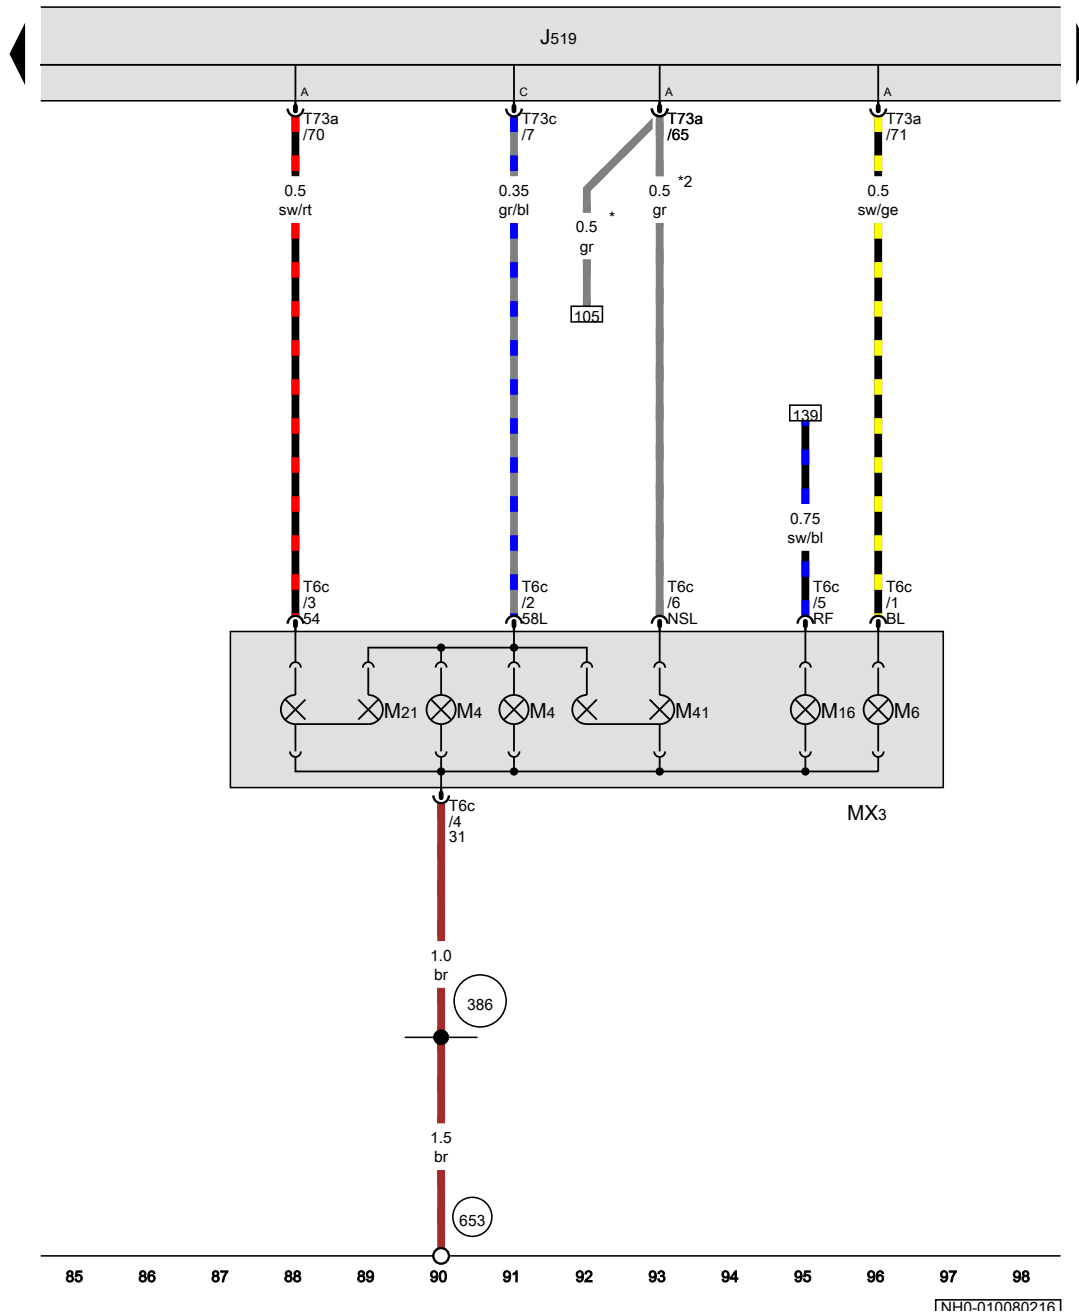 J519
A
C
A
A
T73a
/70
T73c
/7
T73a
/65
T73a
/71
0.5
sw/rt
0.35
gr/bl
0.5
gr
*2
0.5
sw/ge
0.5
gr
*
105
139
0.75
sw/bl
T6c
/3
54
T6c
/2
58L
T6c
/6
NSL
T6c
/5
RF
T6c
/1
BL
M21
M4
M4
M41
M16
M6
MX3
T6c
/4
31
1.0
br
386
1.5
br
653
85 86 87 88 89 90 91 92 93 94 95 96 97 98
NH0-010080216